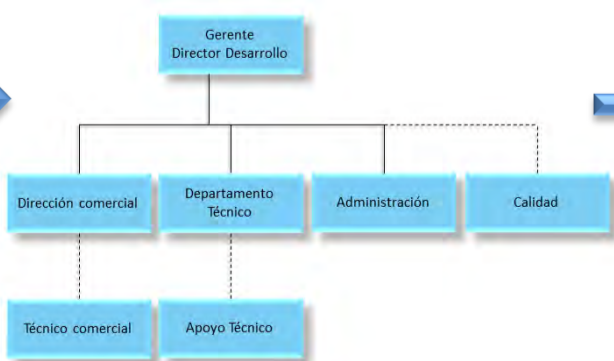 Gerente
Director Desarrollo
Dirección comercial
Departamento
Técnico
Administración
Calidad
Técnico comercial
Apoyo Técnico